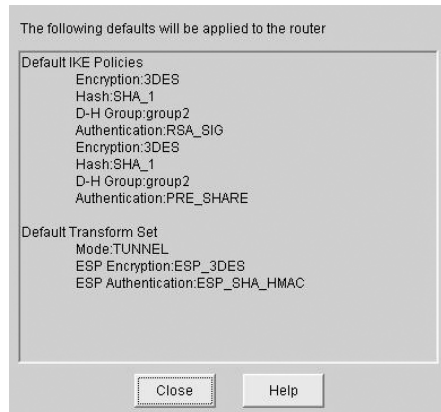 The following defaults will be applied to the router
Default IKE Policies
Encryption:3DES
Hash:SHA_1
D-H Group:group2
Authentication:RSA_SIG
Encryption:3DES
Hash:SHA_1
D-H Group:group2
Authentication:PRE_SHARE
Default Transform Set
Mode:TUNNEL
ESP Encryption:ESP_3DES
ESP Authentication:ESP_SHA_HMAC
Close
Help